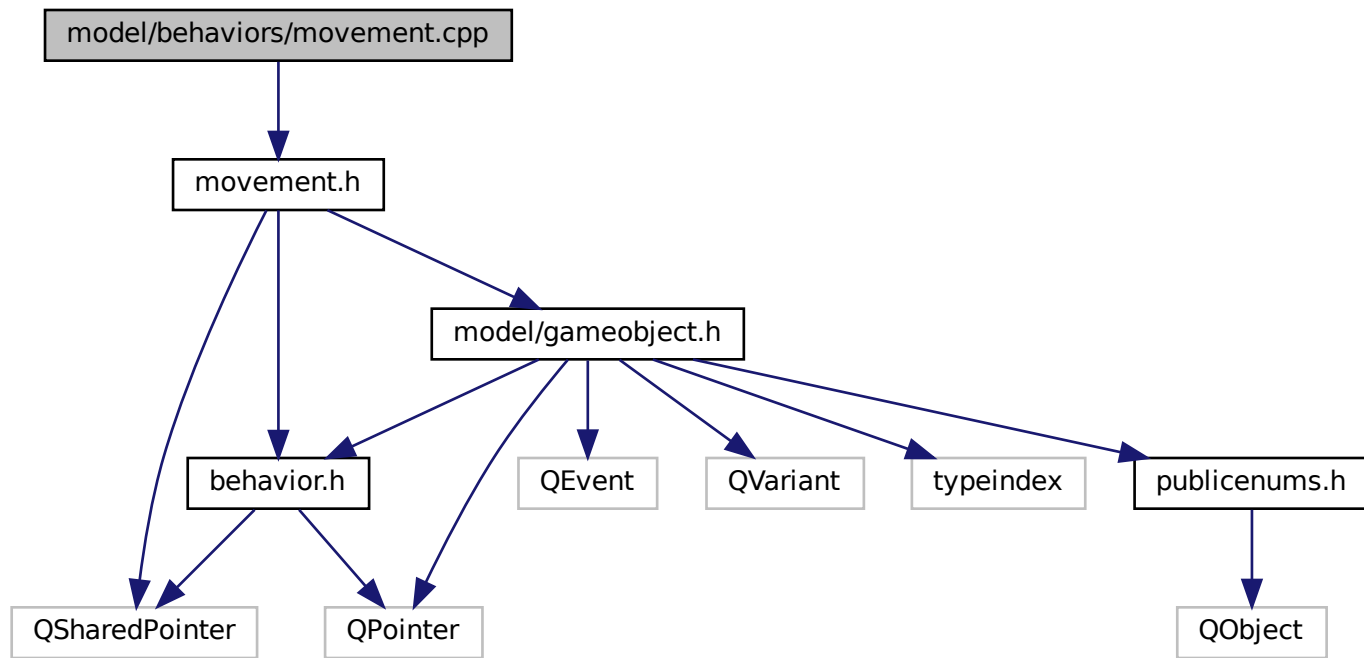 model/behaviors/movement.cpp
movement.h
model/gameobject.h
behavior.h
QEvent
QVariant
typeindex
publicenums.h
QSharedPointer
QPointer
QObject